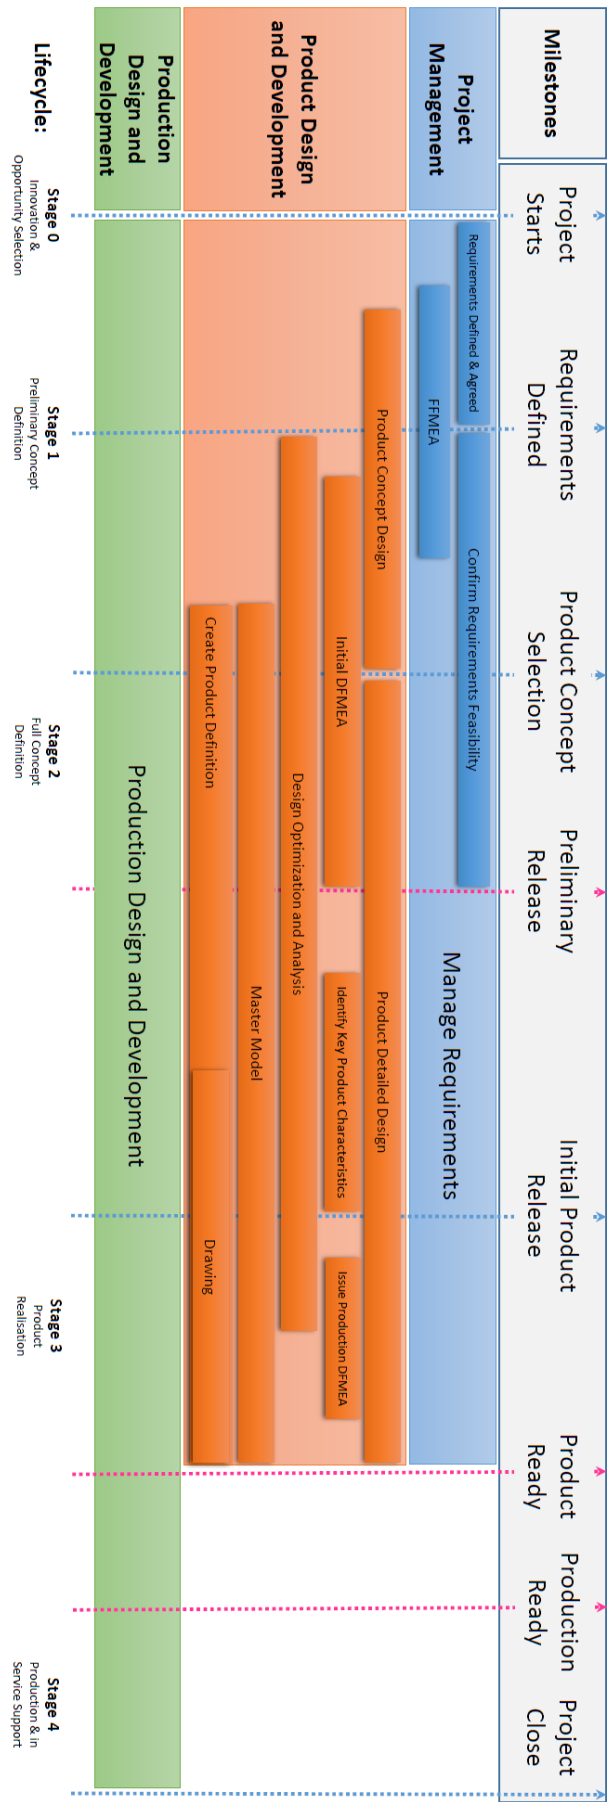 Milestones
Project
Starts
Requirements
Defined
Product Concept
Selection
Preliminary
Release
Initial Product
Release
Product
Ready
Production
Ready
Project
Close
Project
Management
Requirements Defined & Agreed
Confirm Requirements Feasibility
FFMEA
Manage Requirements
Product Design
and Development
Product Concept Design
Product Detailed Design
Initial DFMEA
Identify Key Product Characteristics
Issue Production DFMEA
Design Optimization and Analysis
Master Model
Create Product Definition
Drawing
Production
Design and
Development
Production Design and Development
Lifecycle:
Stage 0
Innovation &
Opportunity Selection
Stage 1
Preliminary Concept
Definition
Stage 2
Full Concept
Definition
Stage 3
Product
Realisation
Stage 4
Production & in
Service Support